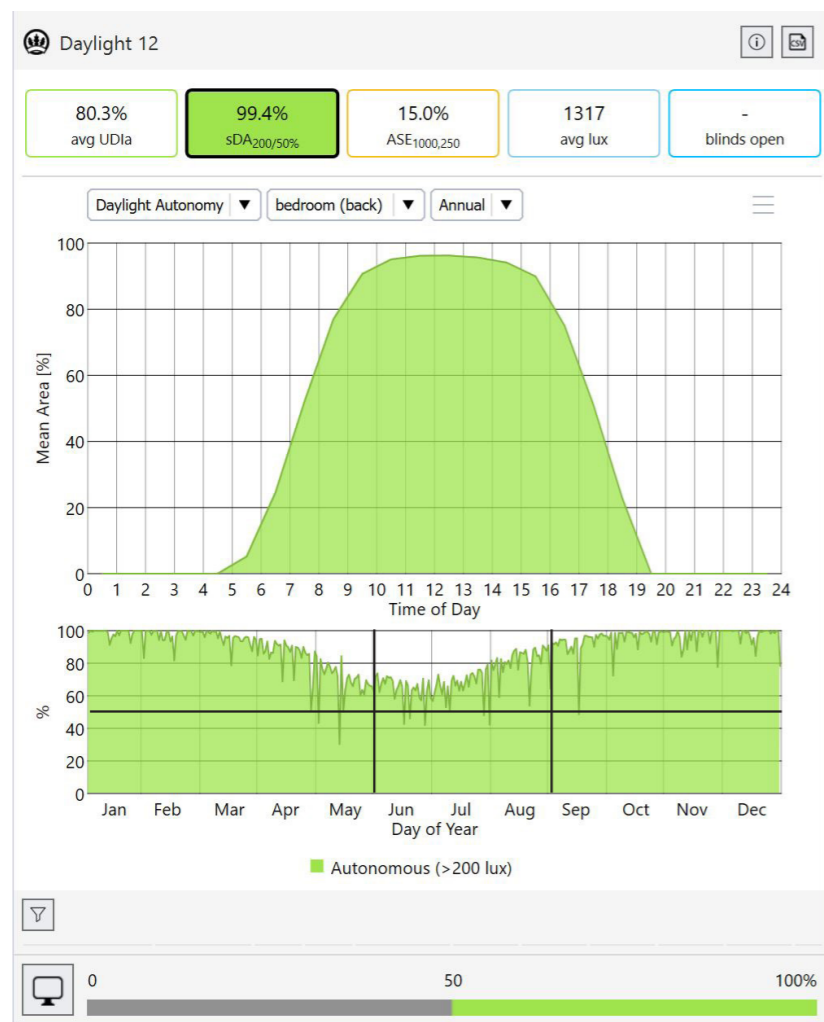 Daylight 12
CSV
80.3% 99.4% 15.0% 1317 -
avg UDIa sDA200/50% ASE1000,250 avg lux blinds open
Daylight Autonomy ▼ bedroom (back) ▼ Annual ▼
100
80
60
40
20
0
Mean Area [%]
0 1 2 3 4 5 6 7 8 9 10 11 12 13 14 15 16 17 18 19 20 21 22 23 24
Time of Day
100
80
60
40
20
0
%
Jan Feb Mar Apr May Jun Jul Aug Sep Oct Nov Dec
Day of Year
Autonomous (>200 lux)
0 50 100%